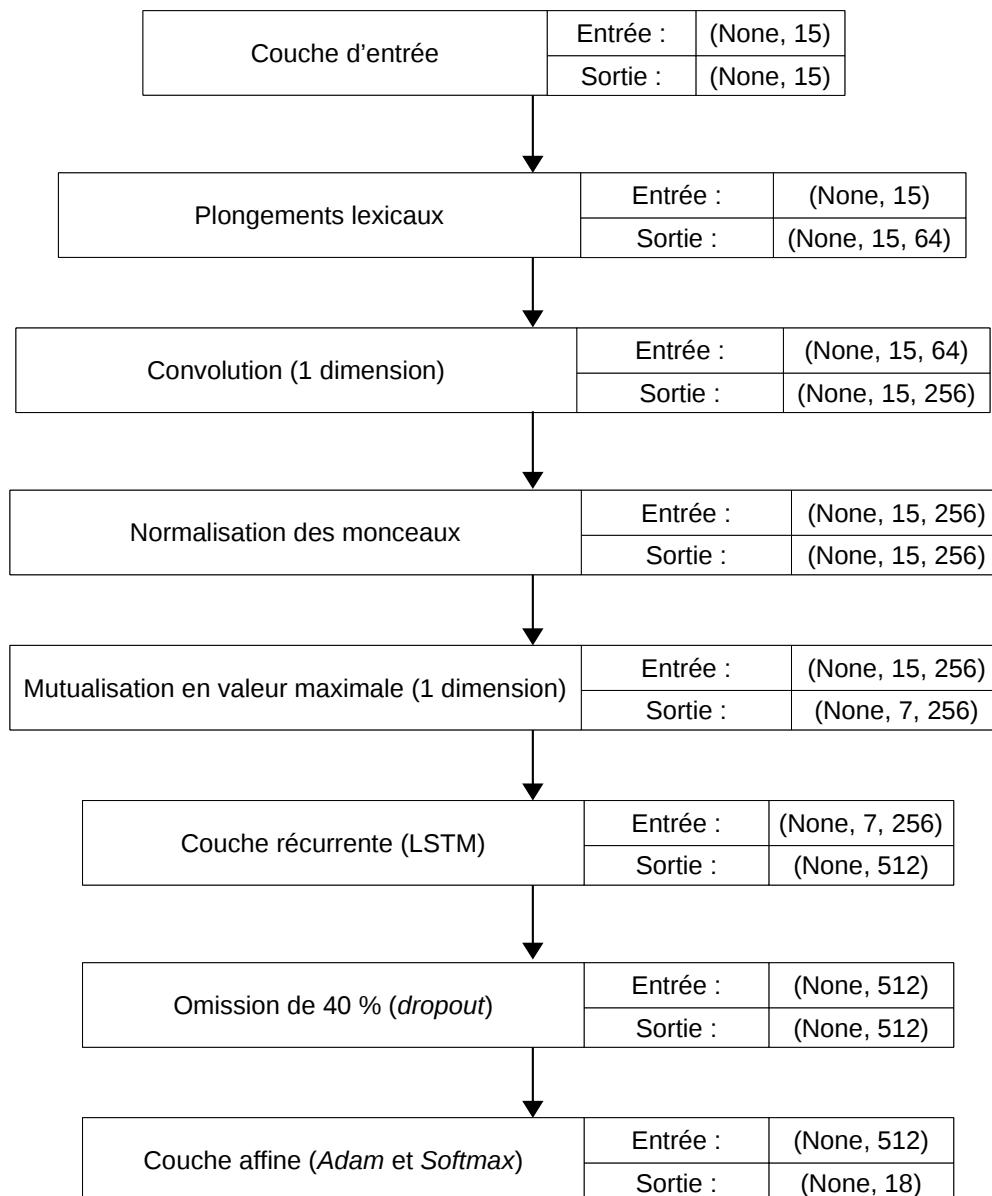 Couche d'entrée
Entrée : (None, 15)
Sortie : (None, 15)
Plongements lexicaux
Entrée : (None, 15)
Sortie : (None, 15, 64)
Convolution (1 dimension)
Entrée : (None, 15, 64)
Sortie : (None, 15, 256)
Normalisation des monceaux
Entrée : (None, 15, 256)
Sortie : (None, 15, 256)
Mutualisation en valeur maximale (1 dimension)
Entrée : (None, 15, 256)
Sortie : (None, 7, 256)
Couche récurrente (LSTM)
Entrée : (None, 7, 256)
Sortie : (None, 512)
Omission de 40 % (dropout)
Entrée : (None, 512)
Sortie : (None, 512)
Couche affine (Adam et Softmax)
Entrée : (None, 512)
Sortie : (None, 18)